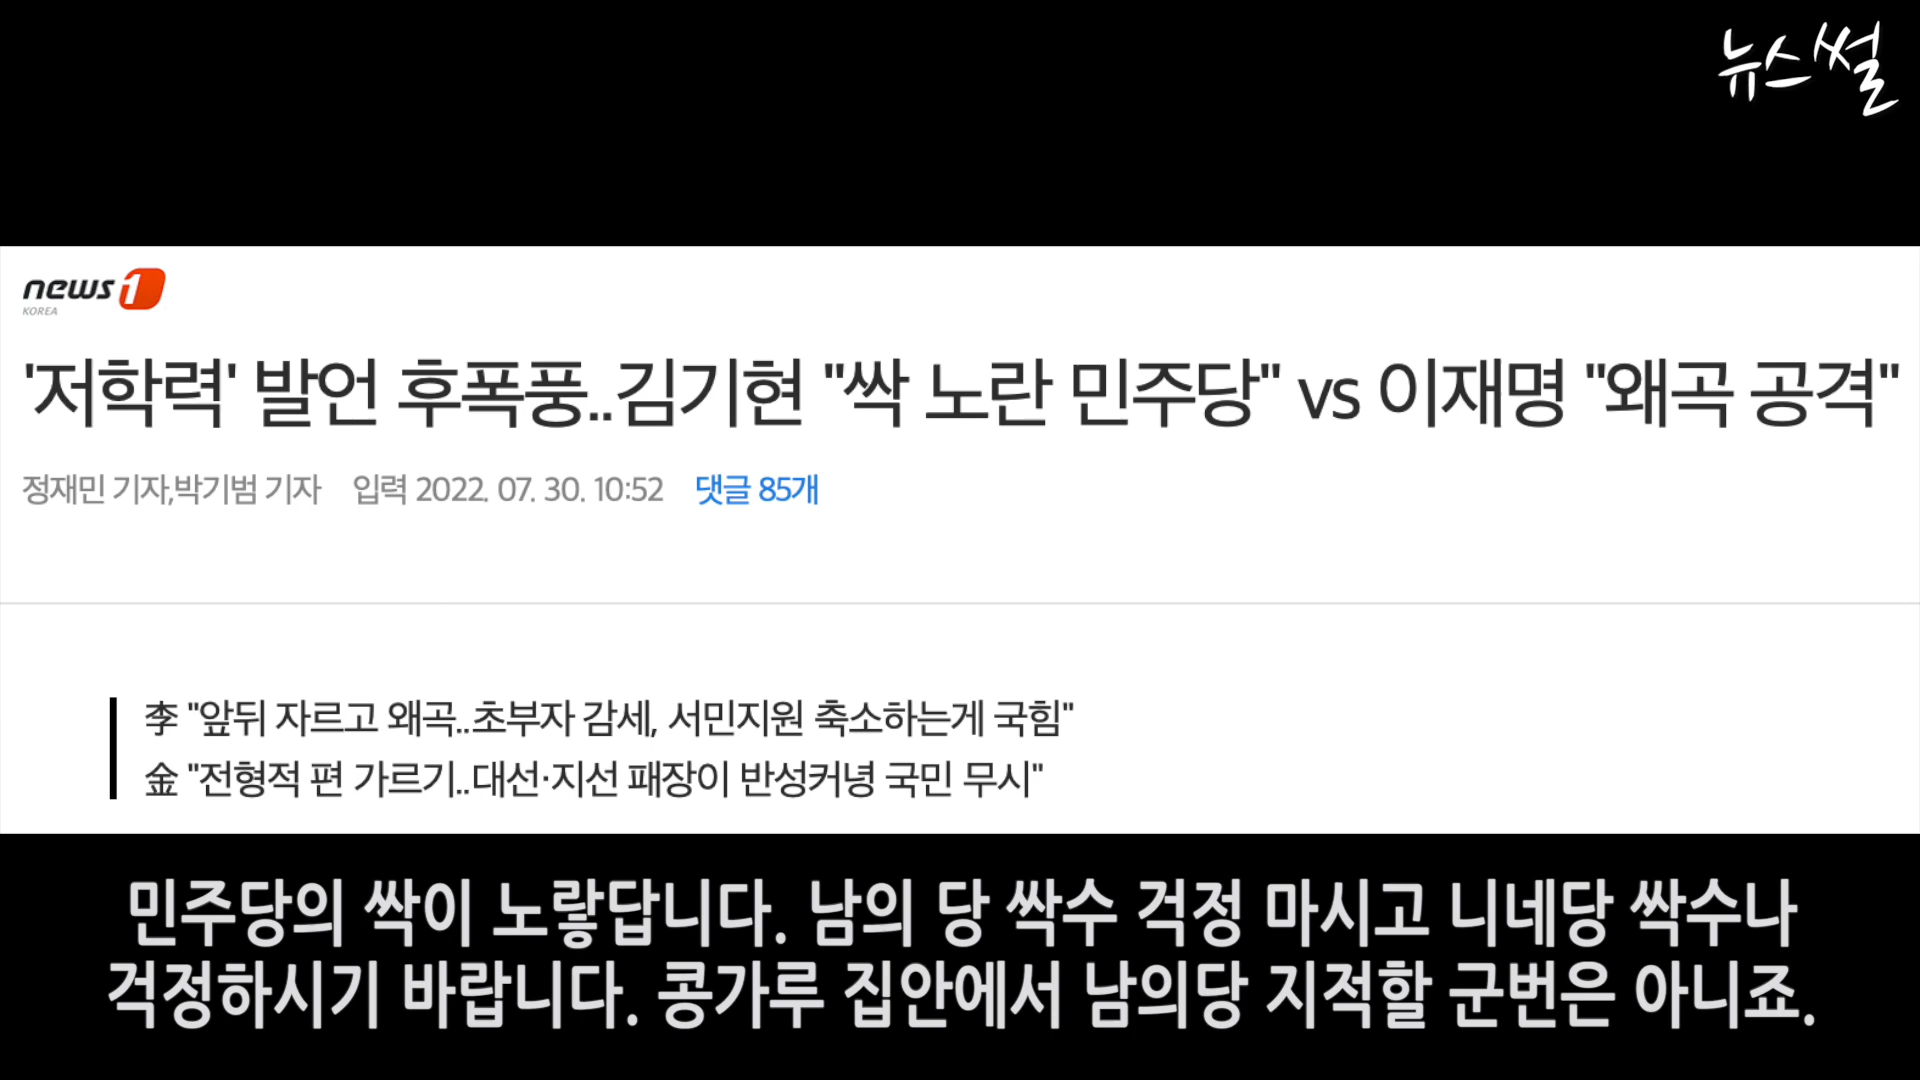 뉴스썰
news1
KOREA
'저학력' 발언 후폭풍..김기현 "싹 노란 민주당" vs 이재명 "왜곡 공격"
정재민 기자,박기범 기자 입력 2022. 07. 30. 10:52 댓글 85개
李 "앞뒤 자르고 왜곡..초부자 감세, 서민지원 축소하는게 국힘"
金 "전형적 편 가르기..대선·지선 패장이 반성커녕 국민 무시"
민주당의 싹이 노랗답니다. 남의 당 싹수 걱정 마시고 니네당 싹수나
걱정하시기 바랍니다. 콩가루 집안에서 남의당 지적할 군번은 아니죠.